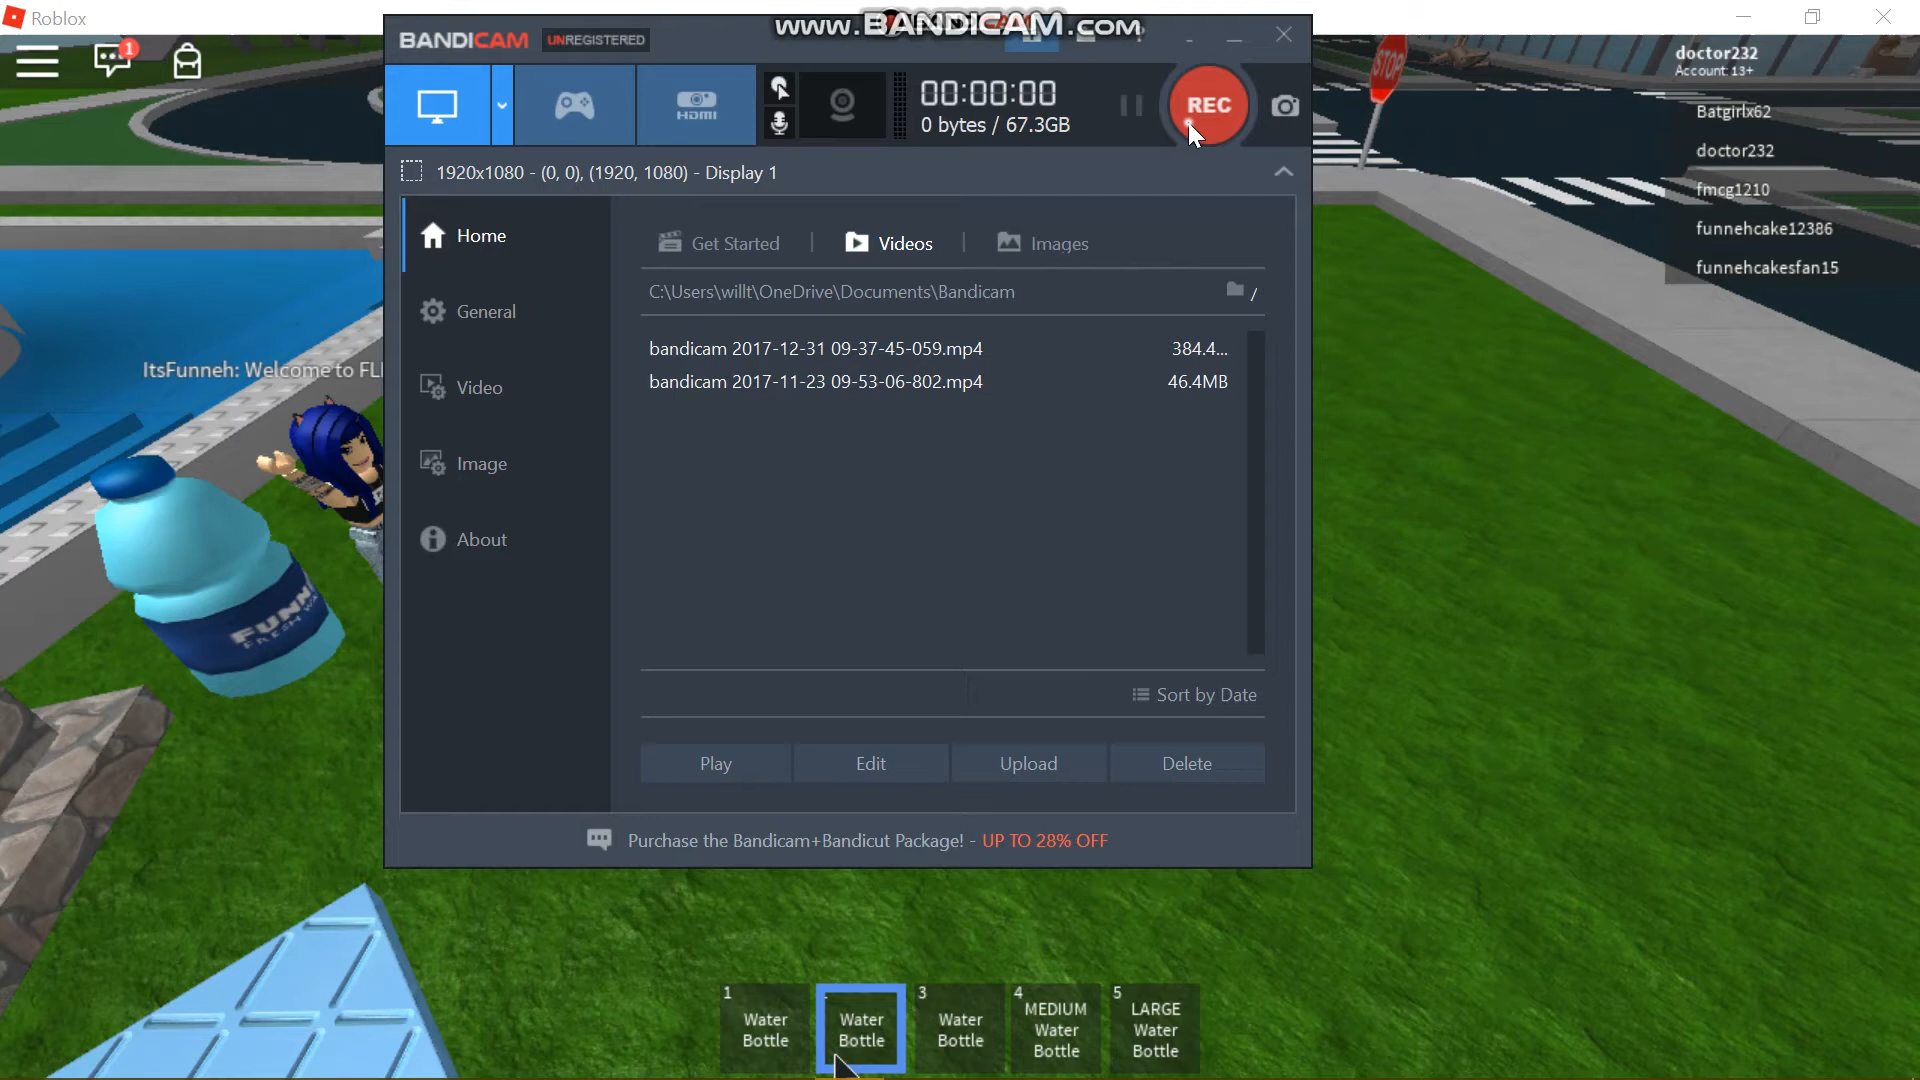 Roblox
www.BANDICAM.com
BANDICAM UNREGISTERED
1
HDMI
00:00:00
0 bytes / 67.3GB
REC
STOP
doctor232
Account: 13+
Batgirlx62
doctor232
fmcg1210
funnehcake12386
funnehcakesfan15
1920x1080 - (0, 0), (1920, 1080) - Display 1
Home
General
Video
Image
About
Get Started
Videos
Images
C:\Users\willt\OneDrive\Documents\Bandicam
/
bandicam 2017-12-31 09-37-45-059.mp4 384.4...
bandicam 2017-11-23 09-53-06-802.mp4 46.4MB
ItsFunneh: Welcome to FL
Sort by Date
Play Edit Upload Delete
Purchase the Bandicam+Bandicut Package! - UP TO 28% OFF
1 Water Bottle
Water Bottle
3 Water Bottle
4 MEDIUM Water Bottle
5 LARGE Water Bottle